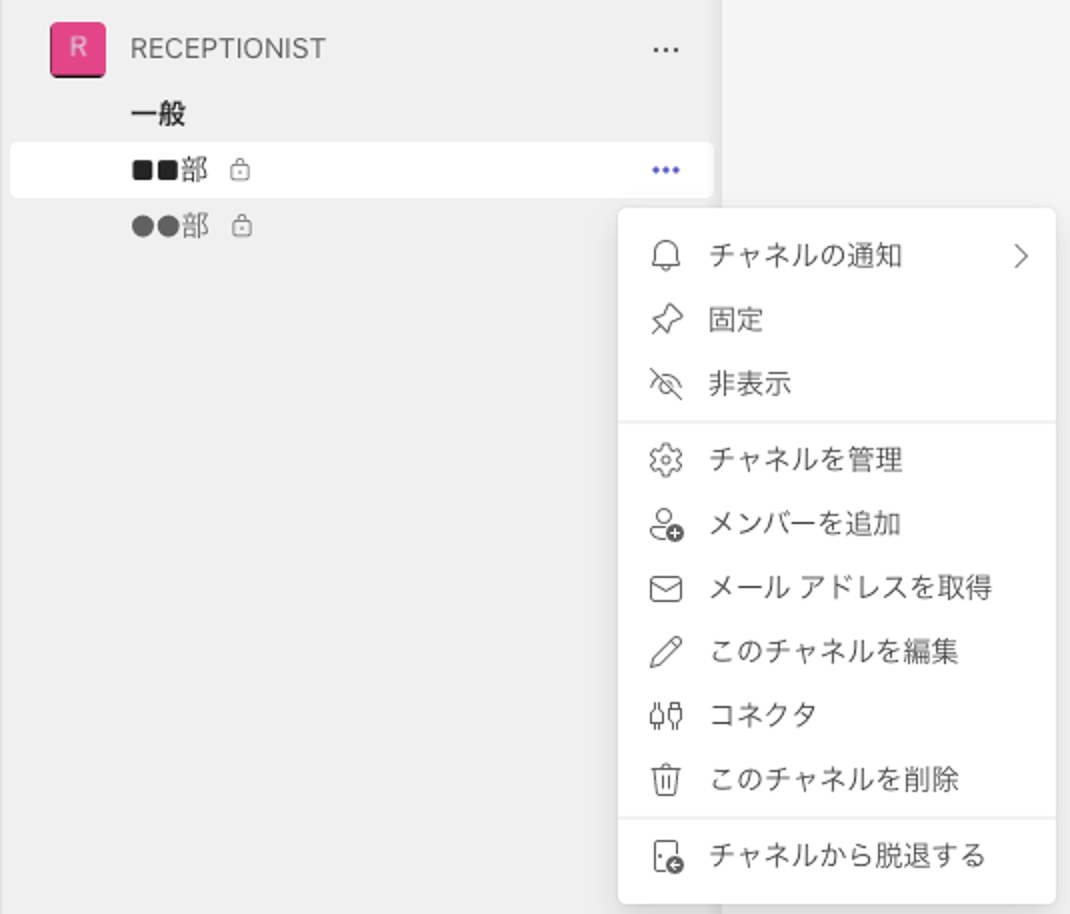 R RECEPTIONIST ...
一般
■■部 ...
●●部
チャネルの通知
固定
非表示
チャネルを管理
メンバーを追加
メール アドレスを取得
このチャネルを編集
コネクタ
このチャネルを削除
チャネルから脱退する